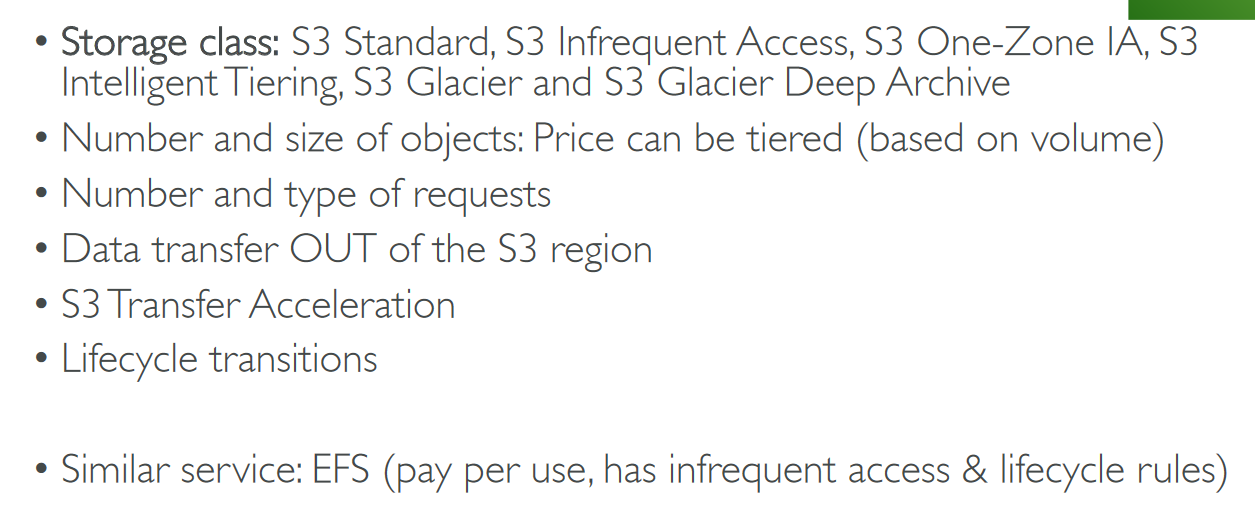 • Storage class: S3 Standard, S3 Infrequent Access, S3 One-Zone IA, S3
Intelligent Tiering, S3 Glacier and S3 Glacier Deep Archive
• Number and size of objects: Price can be tiered (based on volume)
• Number and type of requests
• Data transfer OUT of the S3 region
• S3 Transfer Acceleration
• Lifecycle transitions
• Similar service: EFS (pay per use, has infrequent access & lifecycle rules)